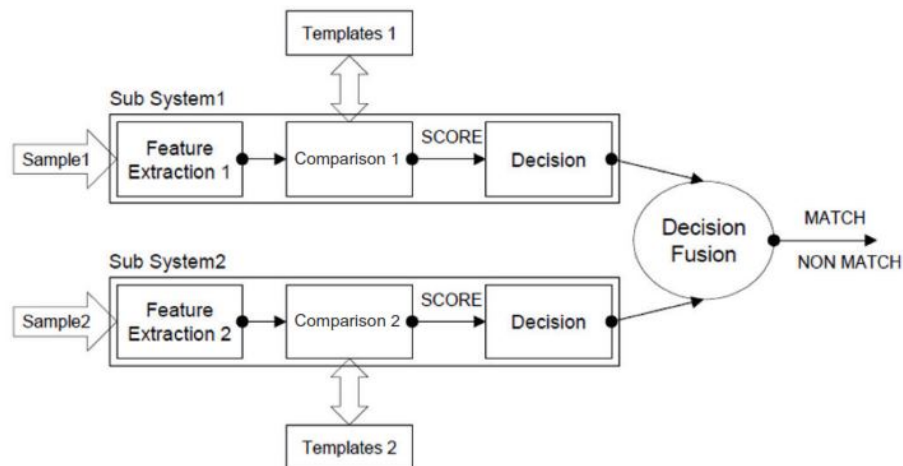 Templates 1
Sub System1
SCORE
Sample1
Feature
Extraction 1
Comparison 1
Decision
Decision
Fusion
MATCH
NON MATCH
Sub System2
SCORE
Sample2
Feature
Extraction 2
Comparison 2
Decision
Templates 2